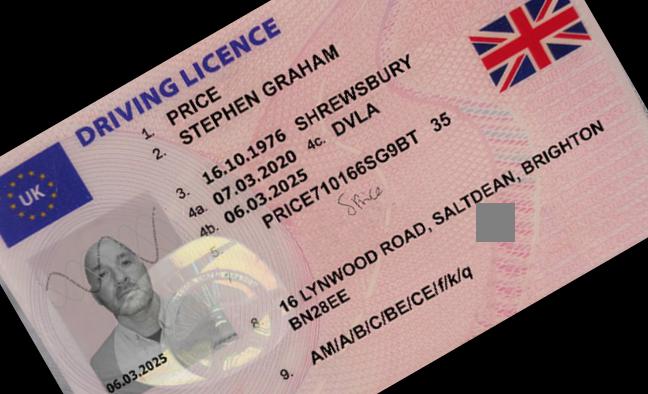 DRIVING LICENCE
UK
1. PRICE
2. STEPHEN GRAHAM
3. 16.10.1976 SHREWSBURY
4a. 07.03.2020 4c. DVLA
4b. 06.03.2025
5. PRICE710166SG9BT 35
SPrice
8. 16 LYNWOOD ROAD, SALTDEAN, BRIGHTON
BN28EE
9. AM/A/B/C/BE/CE/f/k/q
06.03.2025